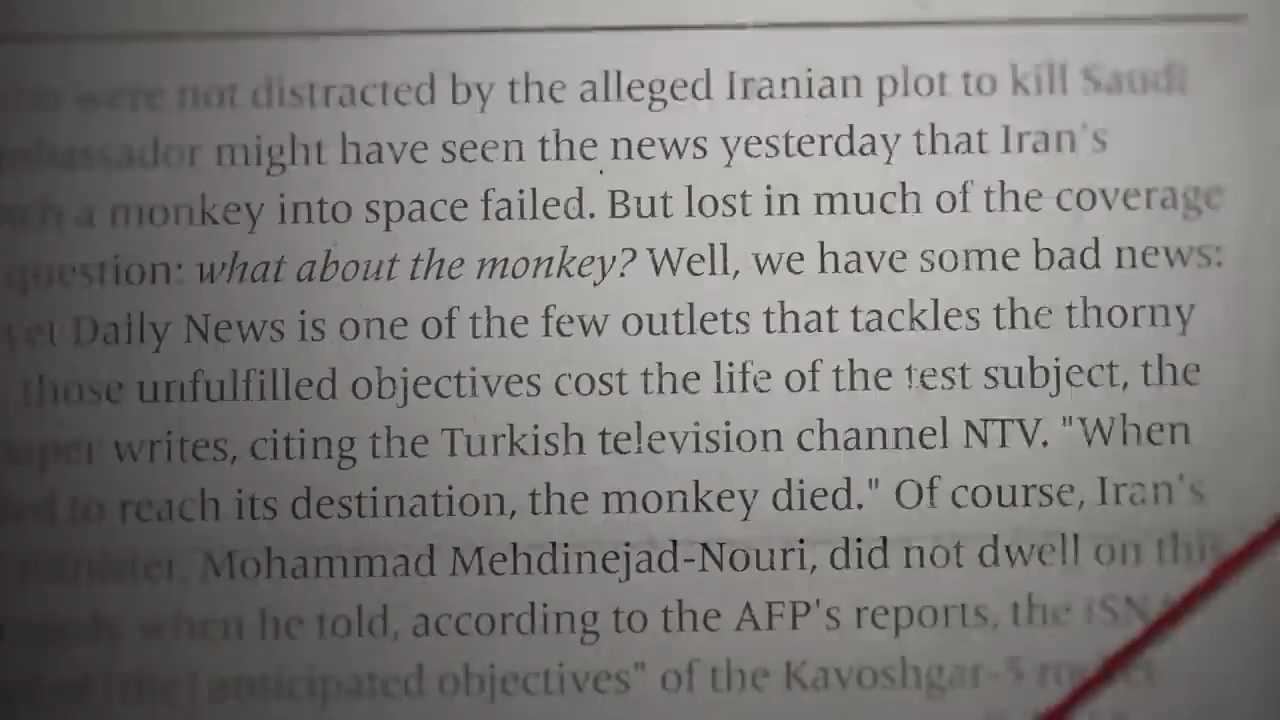 were not distracted by the alleged Iranian plot to kill Saudi
ambassador might have seen the news yesterday that Iran's
a monkey into space failed. But lost in much of the coverage
question: what about the monkey? Well, we have some bad news:
Daily News is one of the few outlets that tackles the thorny
those unfulfilled objectives cost the life of the test subject, the
writes, citing the Turkish television channel NTV. "When
to reach its destination, the monkey died." Of course, Iran's
Mohammad Mehdinejad-Nouri, did not dwell on this
when he told, according to the AFP's reports, the
anticipated objectives" of the Kavoshgar-5